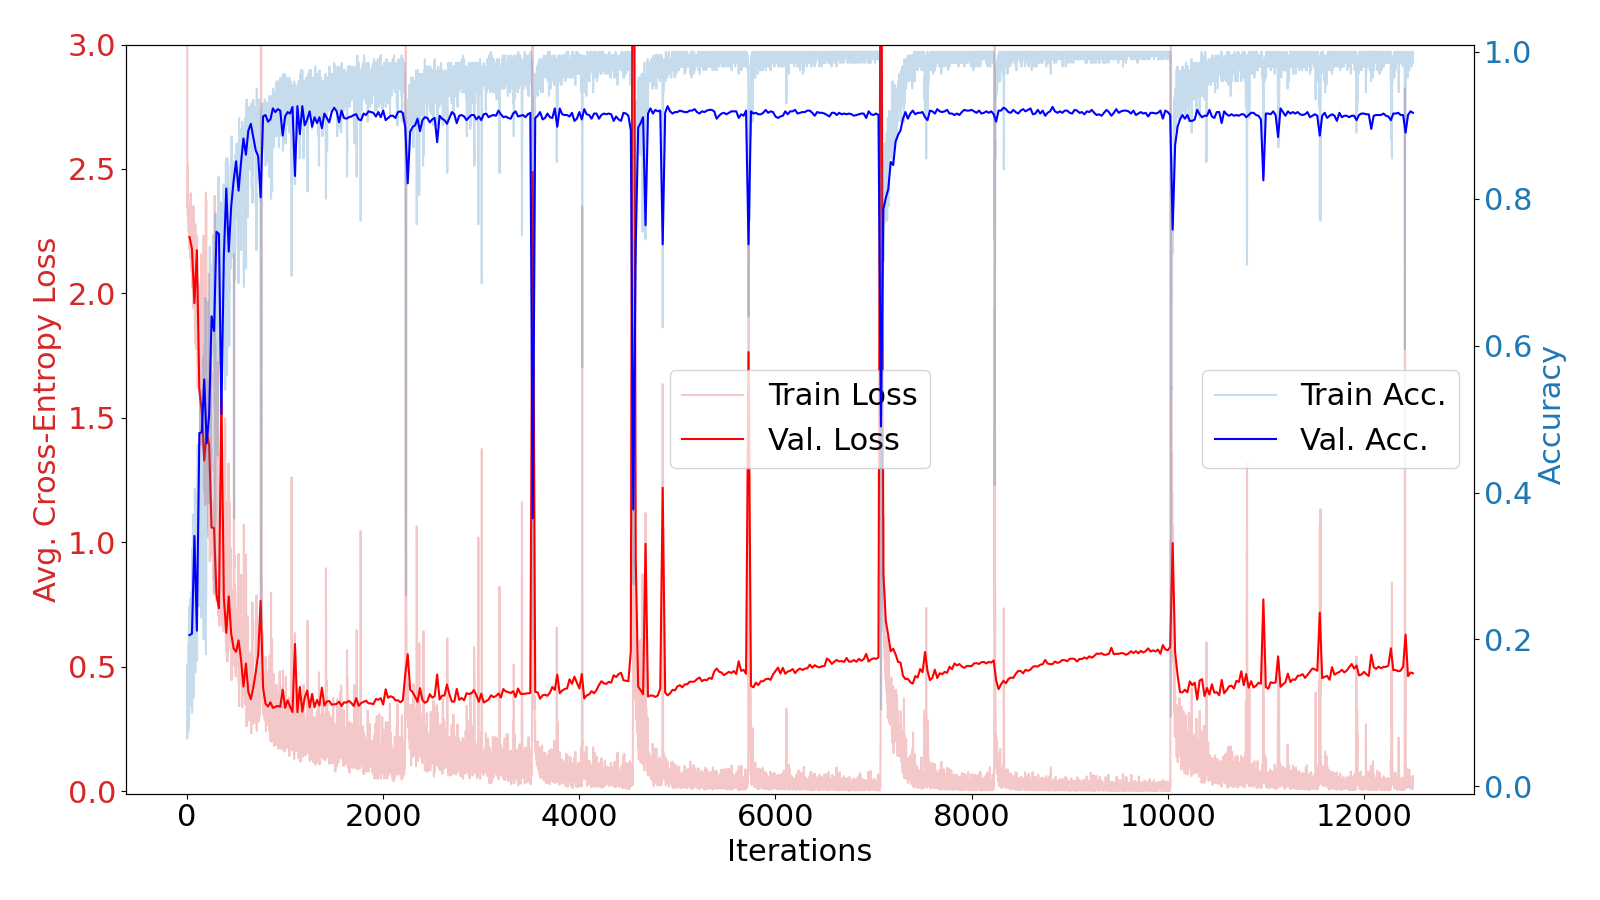 Avg. Cross-Entropy Loss
3.0
2.5
2.0
1.5
1.0
0.5
0.0
Train Loss
Val. Loss
Train Acc.
Val. Acc.
1.0
0.8
0.6
0.4
0.2
0.0
Accuracy
0 2000 4000 6000 8000 10000 12000
Iterations